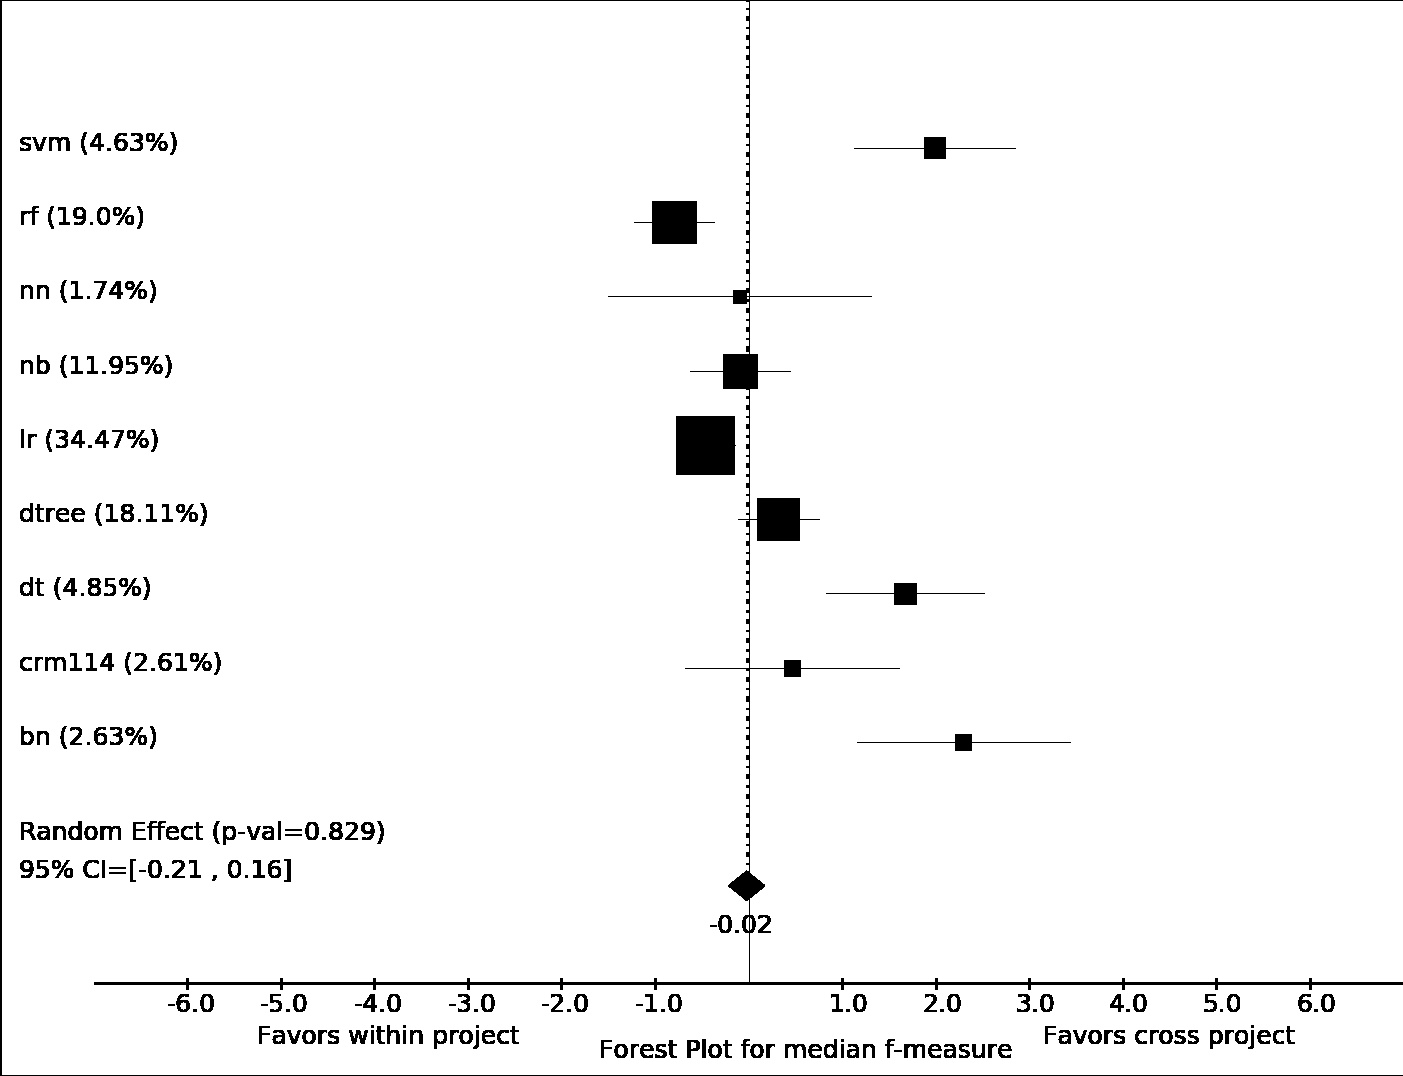 svm (4.63%)
rf (19.0%)
nn (1.74%)
nb (11.95%)
lr (34.47%)
dtree (18.11%)
dt (4.85%)
crm114 (2.61%)
bn (2.63%)
Random Effect (p-val=0.829)
95% CI=[-0.21 , 0.16]
-0.02
-6.0 -5.0 -4.0 -3.0 -2.0 -1.0 1.0 2.0 3.0 4.0 5.0 6.0
Favors within project Favors cross project
Forest Plot for median f-measure